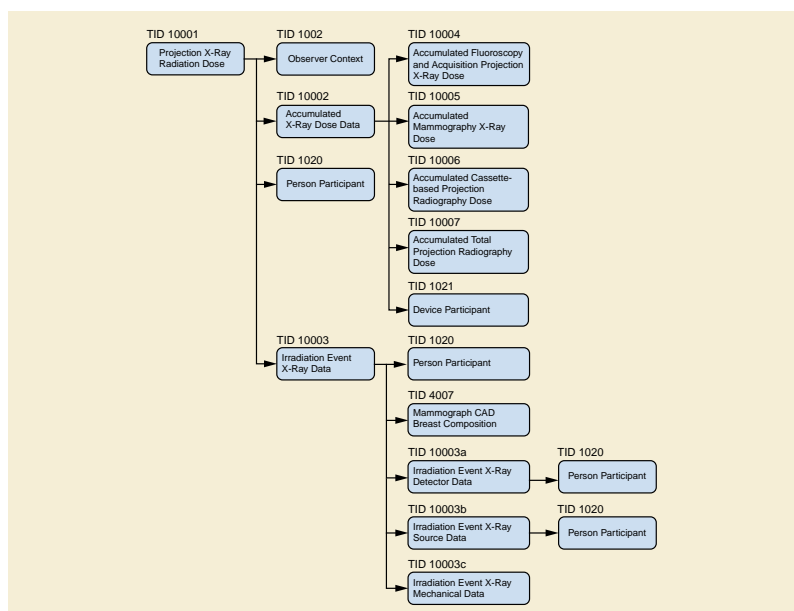 TID 10001
Projection X-Ray
Radiation Dose
TID 1002
Observer Context
TID 10002
Accumulated
X-Ray Dose Data
TID 1020
Person Participant
TID 10004
Accumulated Fluoroscopy
and Acquisition Projection
X-Ray Dose
TID 10005
Accumulated
Mammography X-Ray
Dose
TID 10006
Accumulated Cassette-
based Projection
Radiography Dose
TID 10007
Accumulated Total
Projection Radiography
Dose
TID 1021
Device Participant
TID 10003
Irradiation Event
X-Ray Data
TID 1020
Person Participant
TID 4007
Mammograph CAD
Breast Composition
TID 10003a
Irradiation Event X-Ray
Detector Data
TID 1020
Person Participant
TID 10003b
Irradiation Event X-Ray
Source Data
TID 1020
Person Participant
TID 10003c
Irradiation Event X-Ray
Mechanical Data